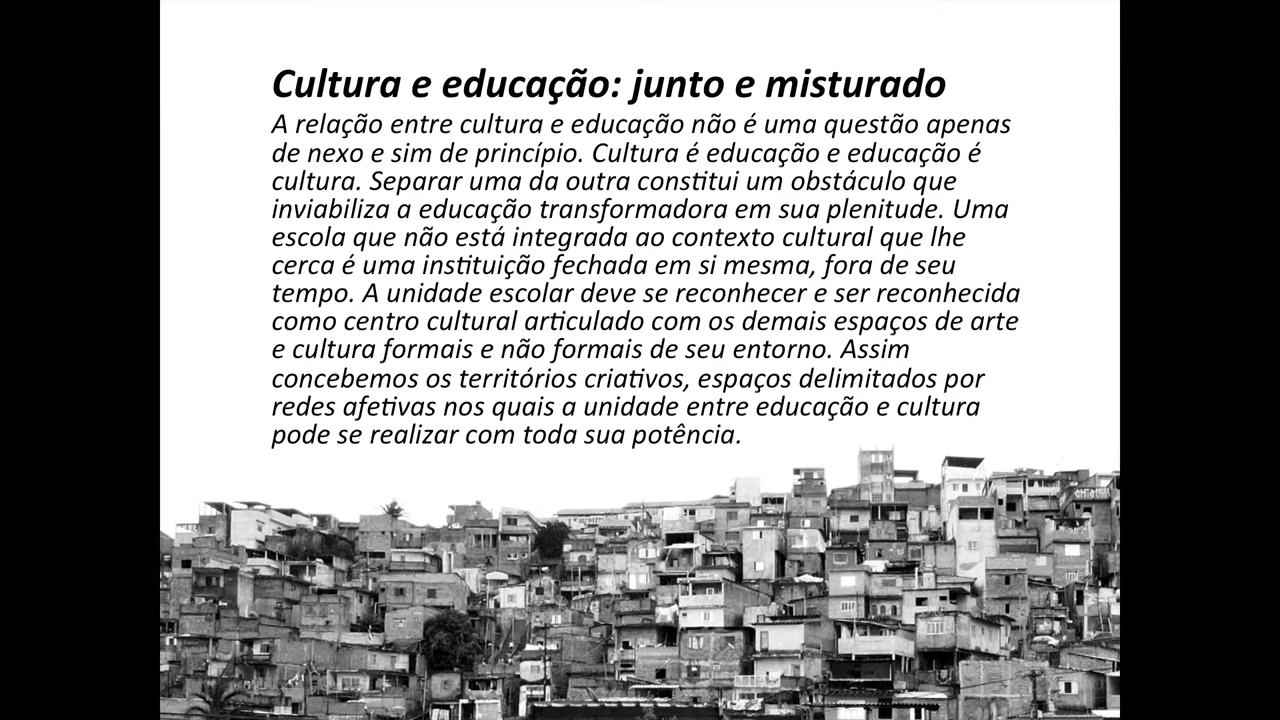 Cultura e educação: junto e misturado
A relação entre cultura e educação não é uma questão apenas
de nexo e sim de princípio. Cultura é educação e educação é
cultura. Separar uma da outra constitui um obstáculo que
inviabiliza a educação transformadora em sua plenitude. Uma
escola que não está integrada ao contexto cultural que lhe
cerca é uma instituição fechada em si mesma, fora de seu
tempo. A unidade escolar deve se reconhecer e ser reconhecida
como centro cultural articulado com os demais espaços de arte
e cultura formais e não formais de seu entorno. Assim
concebemos os territórios criativos, espaços delimitados por
redes afetivas nos quais a unidade entre educação e cultura
pode se realizar com toda sua potência.